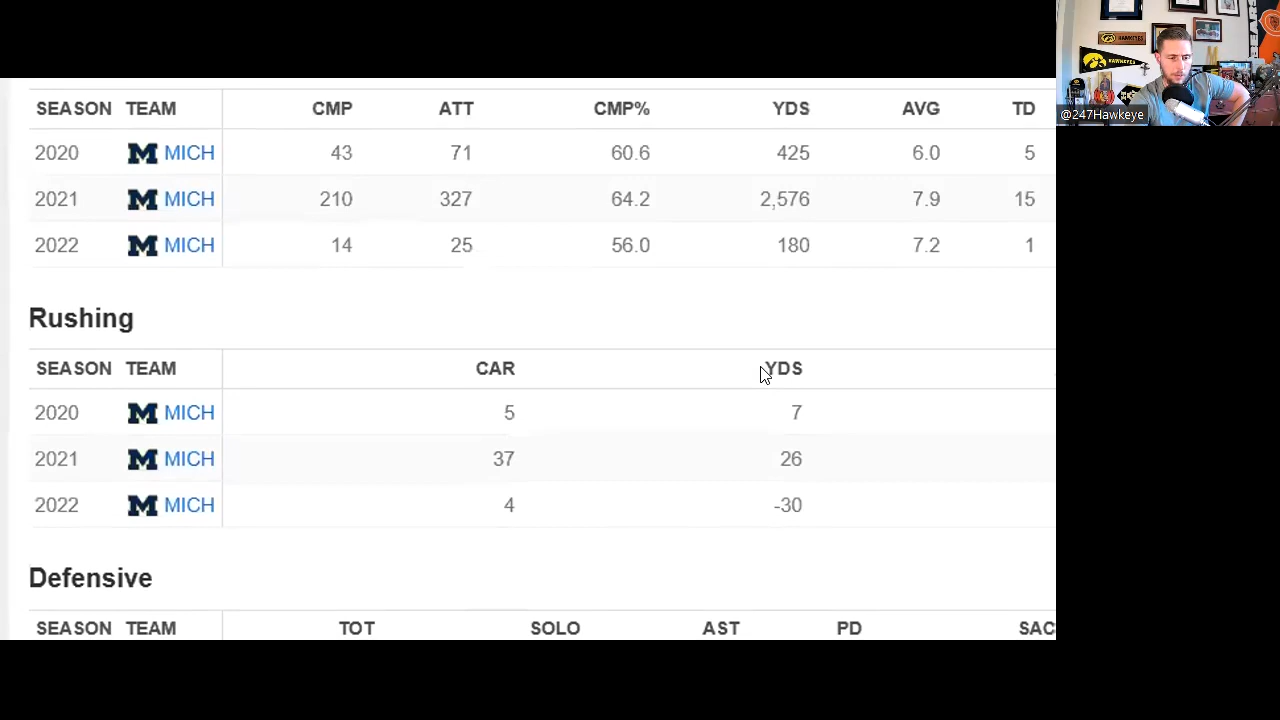 HAWKEYES
HAWKEYES
@247Hawkeye
SEASON TEAM CMP ATT CMP% YDS AVG TD
2020 M MICH 43 71 60.6 425 6.0 5
2021 M MICH 210 327 64.2 2,576 7.9 15
2022 M MICH 14 25 56.0 180 7.2 1
Rushing
SEASON TEAM CAR YDS
2020 M MICH 5 7
2021 M MICH 37 26
2022 M MICH 4 -30
Defensive
SEASON TEAM TOT SOLO AST PD SAC